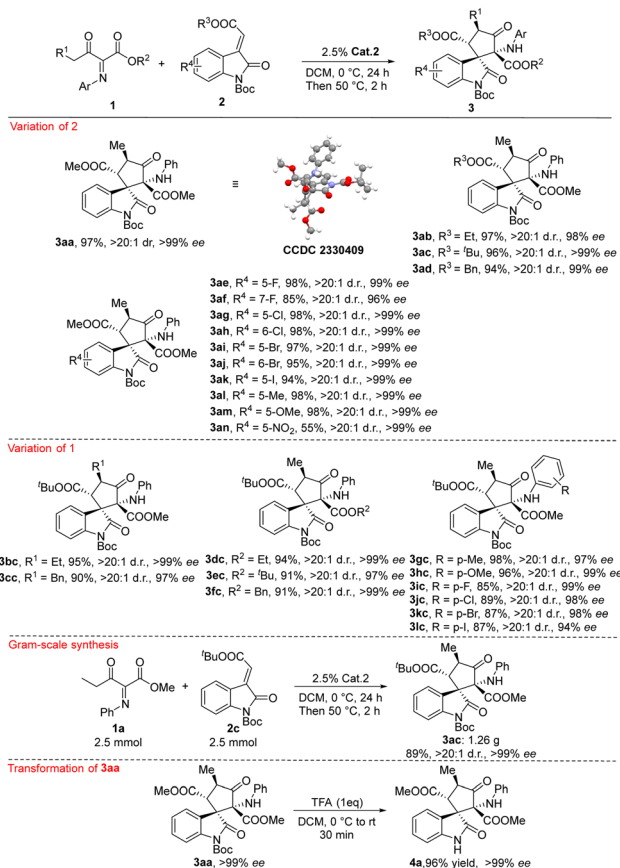 R1 O O OR2 N Ar 1
+
R3O O R4 O N Boc 2
2.5% Cat.2
DCM, 0 °C, 24 h
Then 50 °C, 2 h
R1 O R3OOC NH Ar COOR2 R4 O N Boc 3
Variation of 2
Me O MeOOC NH Ph COOMe O N Boc
3aa, 97%, >20:1 dr, >99% ee
≡
CCDC 2330409
Me O R3OOC NH Ph COOMe O N Boc
3ab, R3 = Et, 97%, >20:1 d.r., 98% ee
3ac, R3 = tBu, 96%, >20:1 d.r., >99% ee
3ad, R3 = Bn, 94%, >20:1 d.r., 99% ee
Me O MeOOC NH Ph COOMe R4 O N Boc
3ae, R4 = 5-F, 98%, >20:1 d.r., 99% ee
3af, R4 = 7-F, 85%, >20:1 d.r., 96% ee
3ag, R4 = 5-Cl, 98%, >20:1 d.r., >99% ee
3ah, R4 = 6-Cl, 98%, >20:1 d.r., >99% ee
3ai, R4 = 5-Br, 97%, >20:1 d.r., >99% ee
3aj, R4 = 6-Br, 95%, >20:1 d.r., >99% ee
3ak, R4 = 5-I, 94%, >20:1 d.r., >99% ee
3al, R4 = 5-Me, 98%, >20:1 d.r., >99% ee
3am, R4 = 5-OMe, 98%, >20:1 d.r., >99% ee
3an, R4 = 5-NO2, 55%, >20:1 d.r., >99% ee
Variation of 1
R1 O tBuOOC NH Ph COOMe O N Boc
3bc, R1 = Et, 95%, >20:1 d.r., >99% ee
3cc, R1 = Bn, 90%, >20:1 d.r., 97% ee
Me O tBuOOC NH Ph COOR2 O N Boc
3dc, R2 = Et, 94%, >20:1 d.r., >99% ee
3ec, R2 = tBu, 91%, >20:1 d.r., 97% ee
3fc, R2 = Bn, 91%, >20:1 d.r., >99% ee
Me O tBuOOC NH R COOMe O N Boc
3gc, R = p-Me, 98%, >20:1 d.r., 97% ee
3hc, R = p-OMe, 96%, >20:1 d.r., 99% ee
3ic, R = p-F, 85%, >20:1 d.r., 99% ee
3jc, R = p-Cl, 89%, >20:1 d.r., 98% ee
3kc, R = p-Br, 87%, >20:1 d.r., 98% ee
3lc, R = p-I, 87%, >20:1 d.r., 94% ee
Gram-scale synthesis
O O OMe N Ph
1a
2.5 mmol
+
tBuO O O N Boc
2c
2.5 mmol
2.5% Cat.2
DCM, 0 °C, 24 h
Then 50 °C, 2 h
Me O tBuOOC NH Ph COOMe O N Boc
3ac: 1.26 g
89%, >20:1 d.r., >99% ee
Transformation of 3aa
Me O MeOOC NH Ph COOMe O N Boc
3aa, >99% ee
TFA (1eq)
DCM, 0 °C to rt
30 min
Me O MeOOC NH Ph COOMe O N H
4a,96% yield, >99% ee